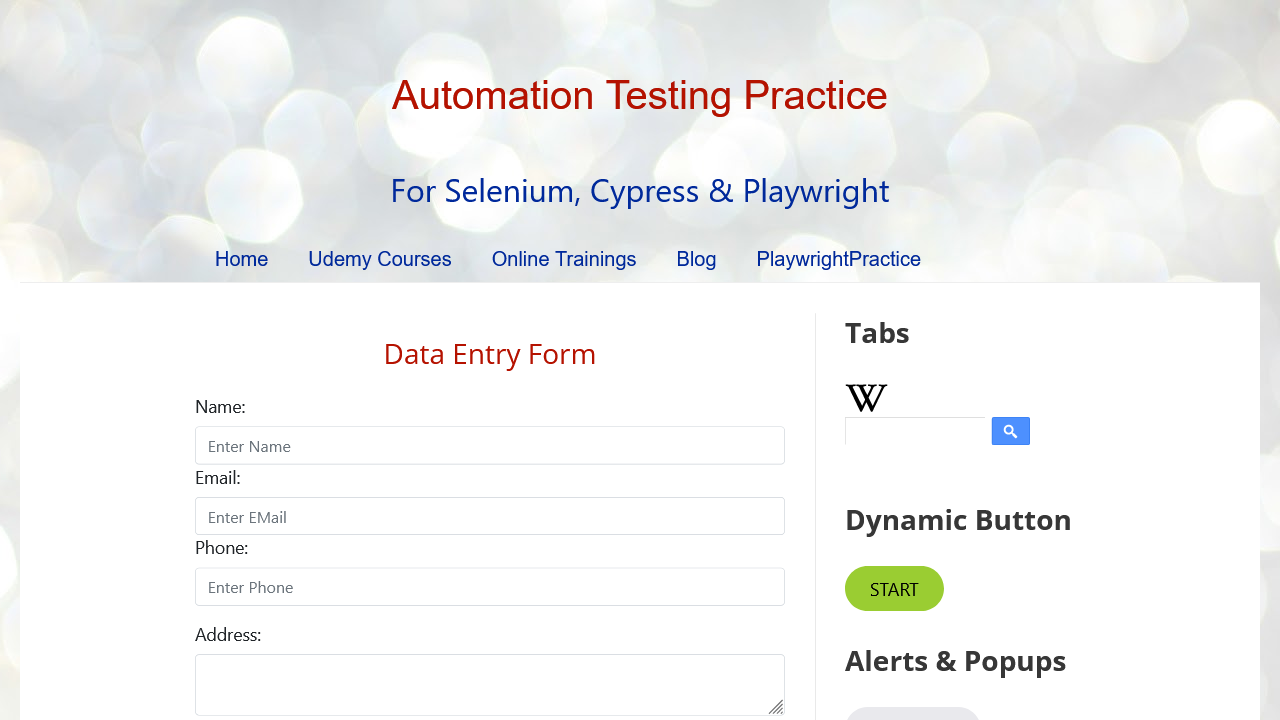 Automation Testing Practice
For Selenium, Cypress & Playwright
Home Udemy Courses Online Trainings Blog PlaywrightPractice
Data Entry Form
Name:
Enter Name
Email:
Enter EMail
Phone:
Enter Phone
Address:
Tabs
W
Dynamic Button
START
Alerts & Popups